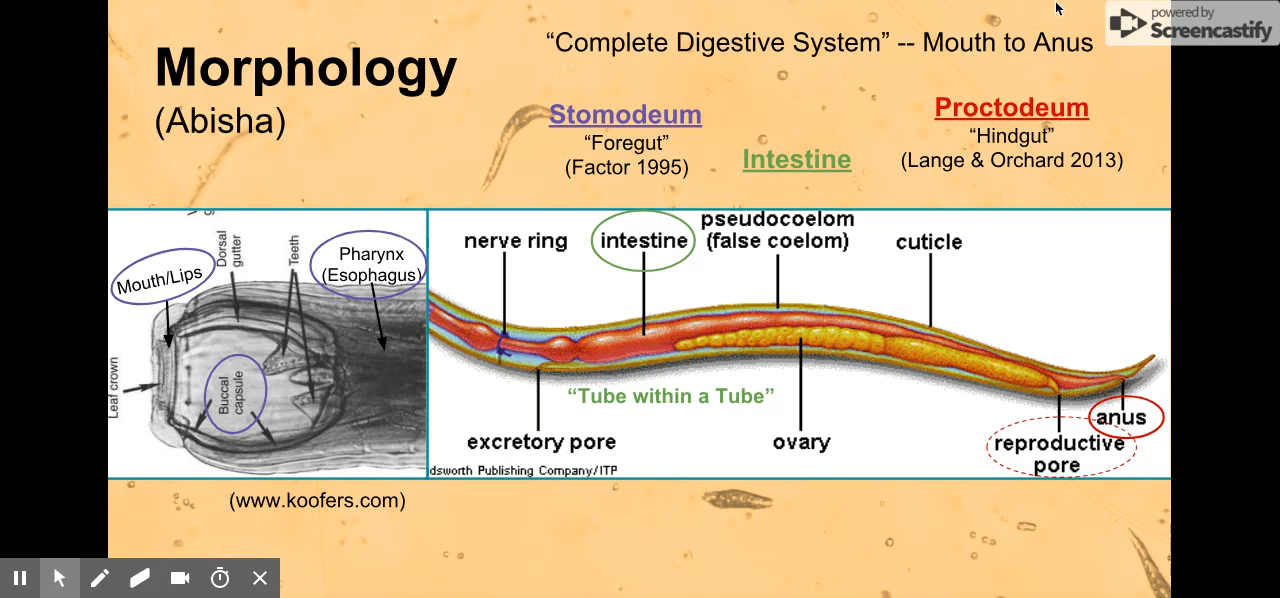 powered by
Screencastify
“Complete Digestive System” -- Mouth to Anus
Morphology
(Abisha)
Stomodeum
“Foregut”
(Factor 1995)
Intestine
Proctodeum
“Hindgut”
(Lange & Orchard 2013)
Mouth/Lips
Dorsal
gutter
Teeth
Pharynx
(Esophagus)
Leaf crown
Buccal
capsule
nerve ring
intestine
pseudocoelom
(false coelom)
cuticle
“Tube within a Tube”
excretory pore
ovary
anus
reproductive
pore
dsworth Publishing Company/ITP
(www.koofers.com)